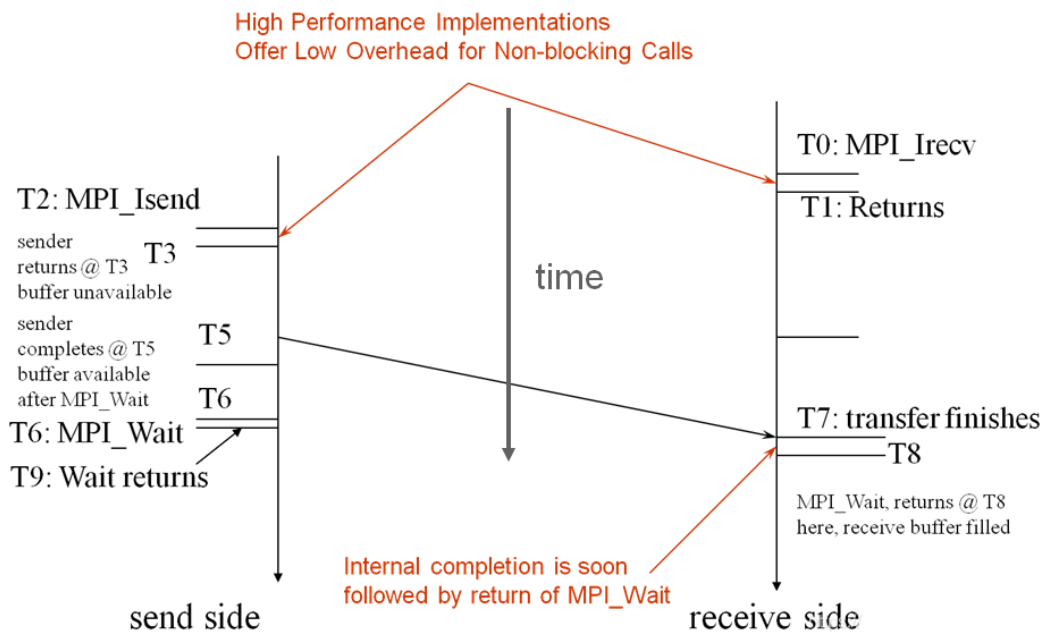 High Performance Implementations
Offer Low Overhead for Non-blocking Calls
T0: MPI_Irecv
T1: Returns
T2: MPI_Isend
T3
sender
returns @ T3
buffer unavailable
time
sender
completes @ T5
buffer available
after MPI_Wait
T5
T6
T6: MPI_Wait
T9: Wait returns
T7: transfer finishes
T8
MPI_Wait, returns @ T8
here, receive buffer filled
Internal completion is soon
followed by return of MPI_Wait
send side
receive side